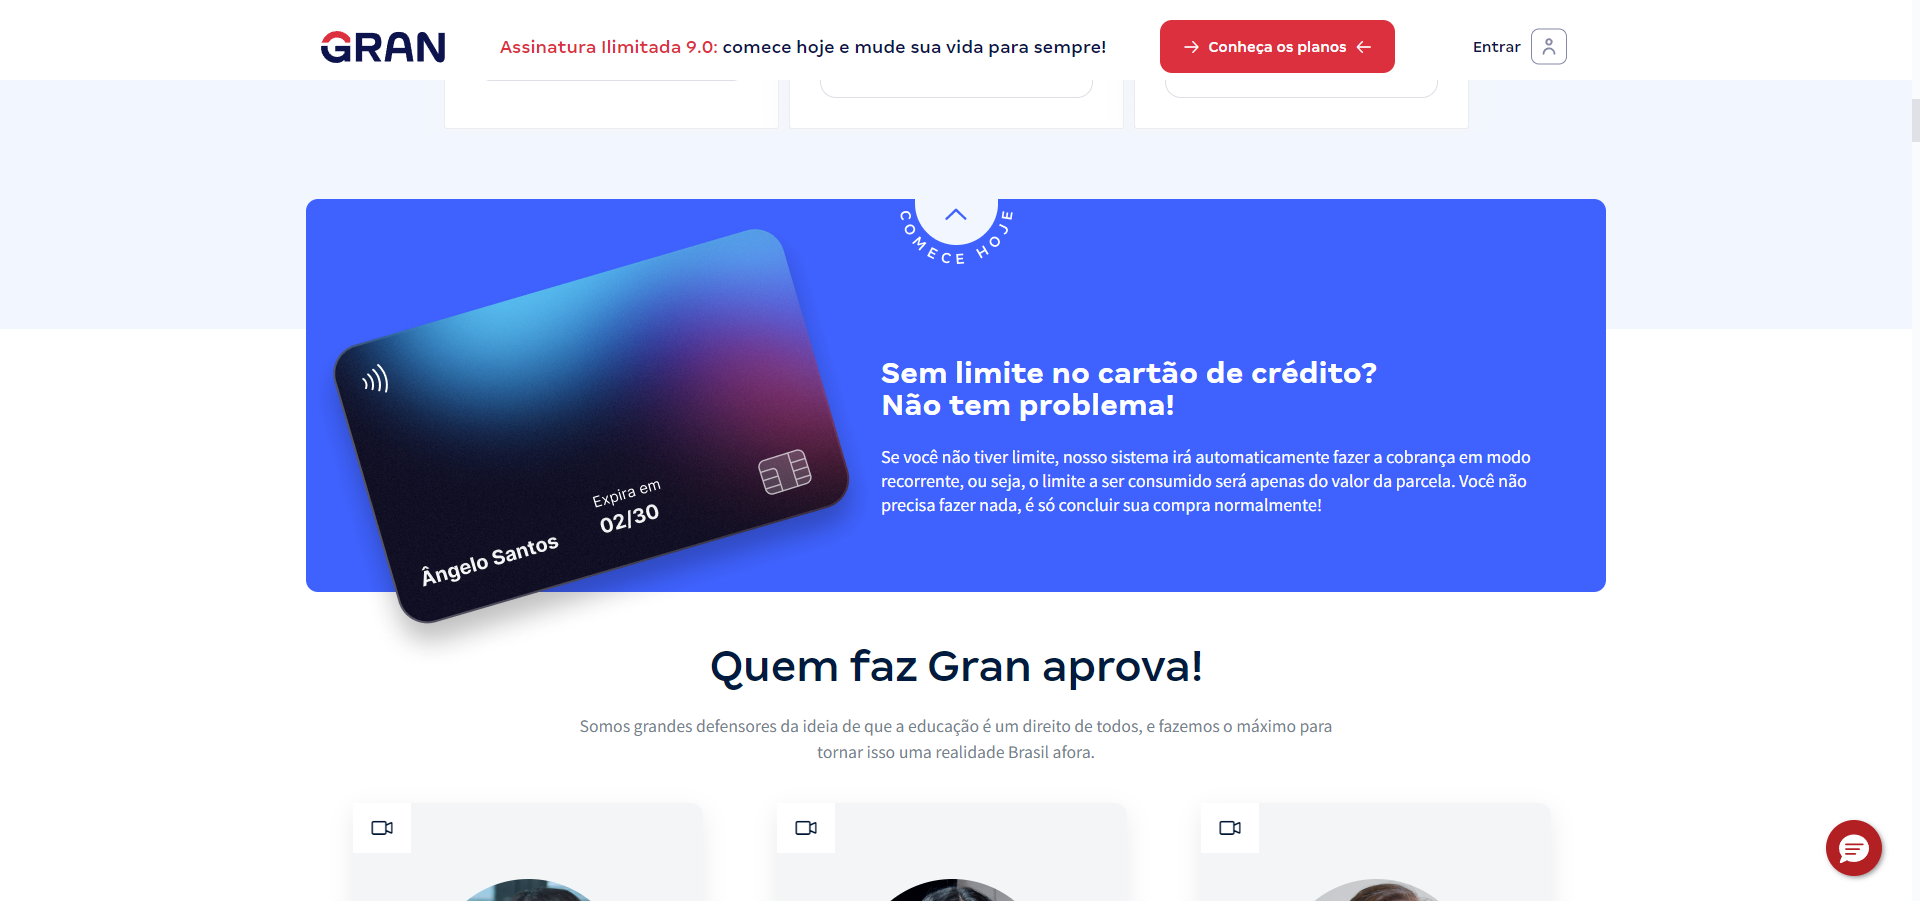 GRAN
Assinatura Ilimitada 9.0: comece hoje e mude sua vida para sempre!
Conheça os planos
Entrar
COMECE HOJE
Expira em
02/30
Ângelo Santos
Sem limite no cartão de crédito?
Não tem problema!
Se você não tiver limite, nosso sistema irá automaticamente fazer a cobrança em modo
recorrente, ou seja, o limite a ser consumido será apenas do valor da parcela. Você não
precisa fazer nada, é só concluir sua compra normalmente!
Quem faz Gran aprova!
Somos grandes defensores da ideia de que a educação é um direito de todos, e fazemos o máximo para
tornar isso uma realidade Brasil afora.